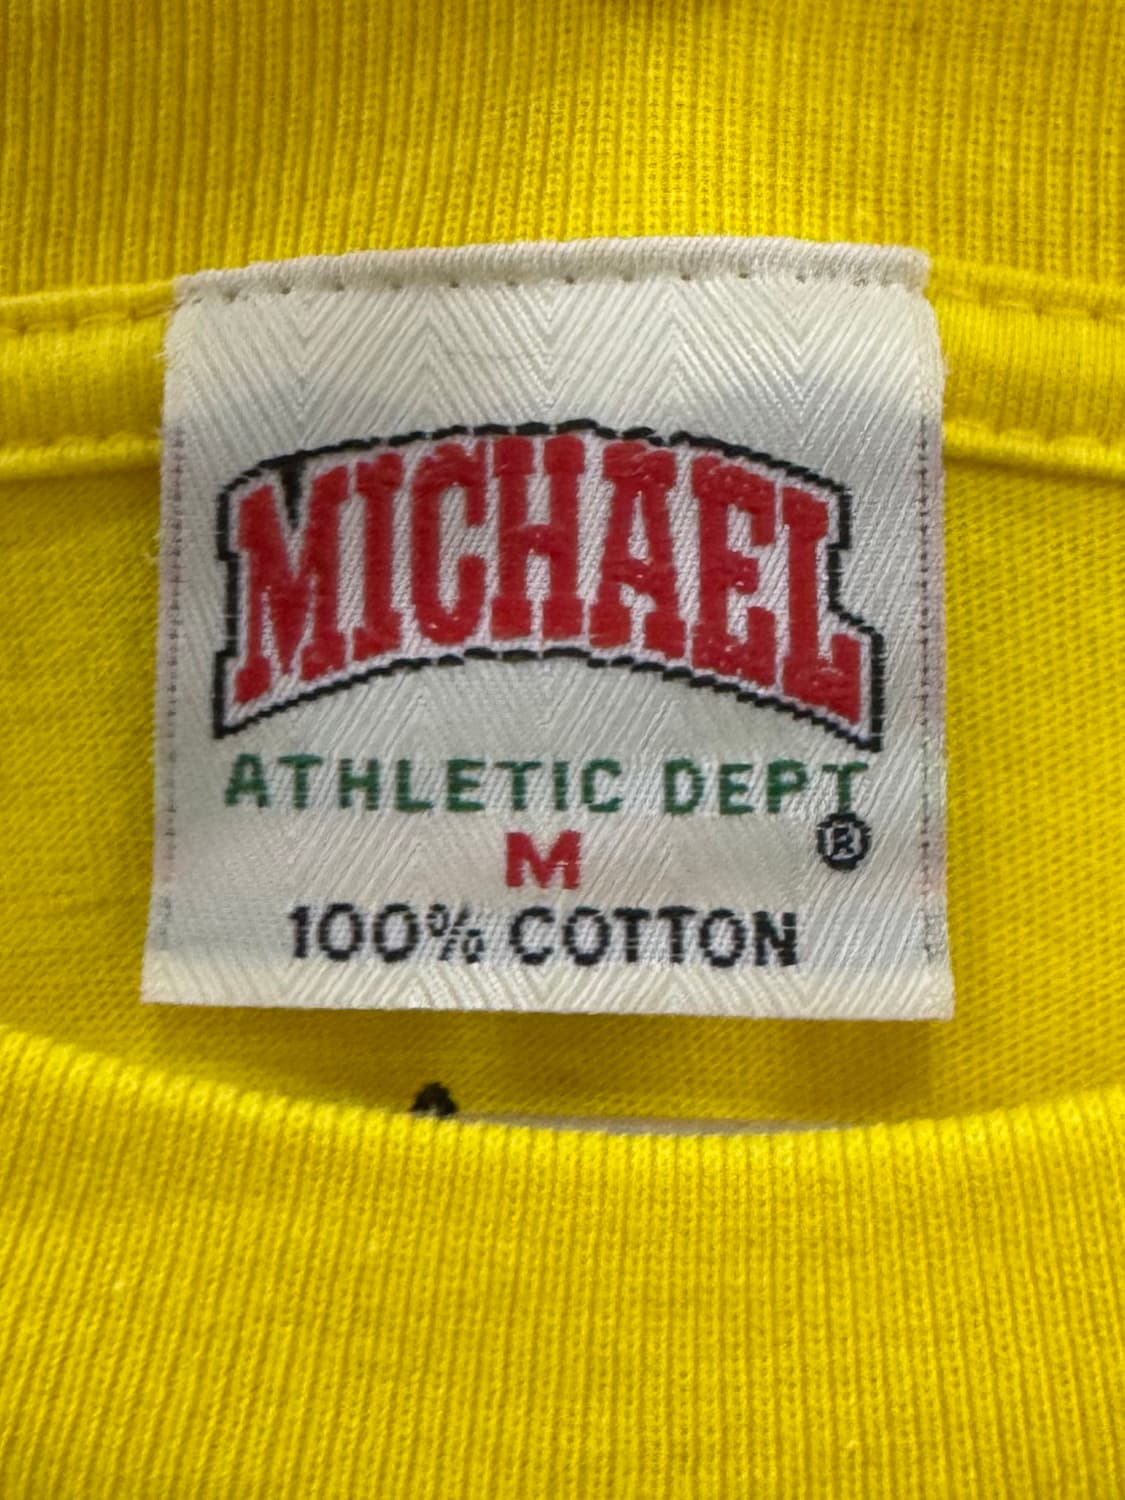 MICHAEL
ATHLETIC DEPT
®
M
100% COTTON